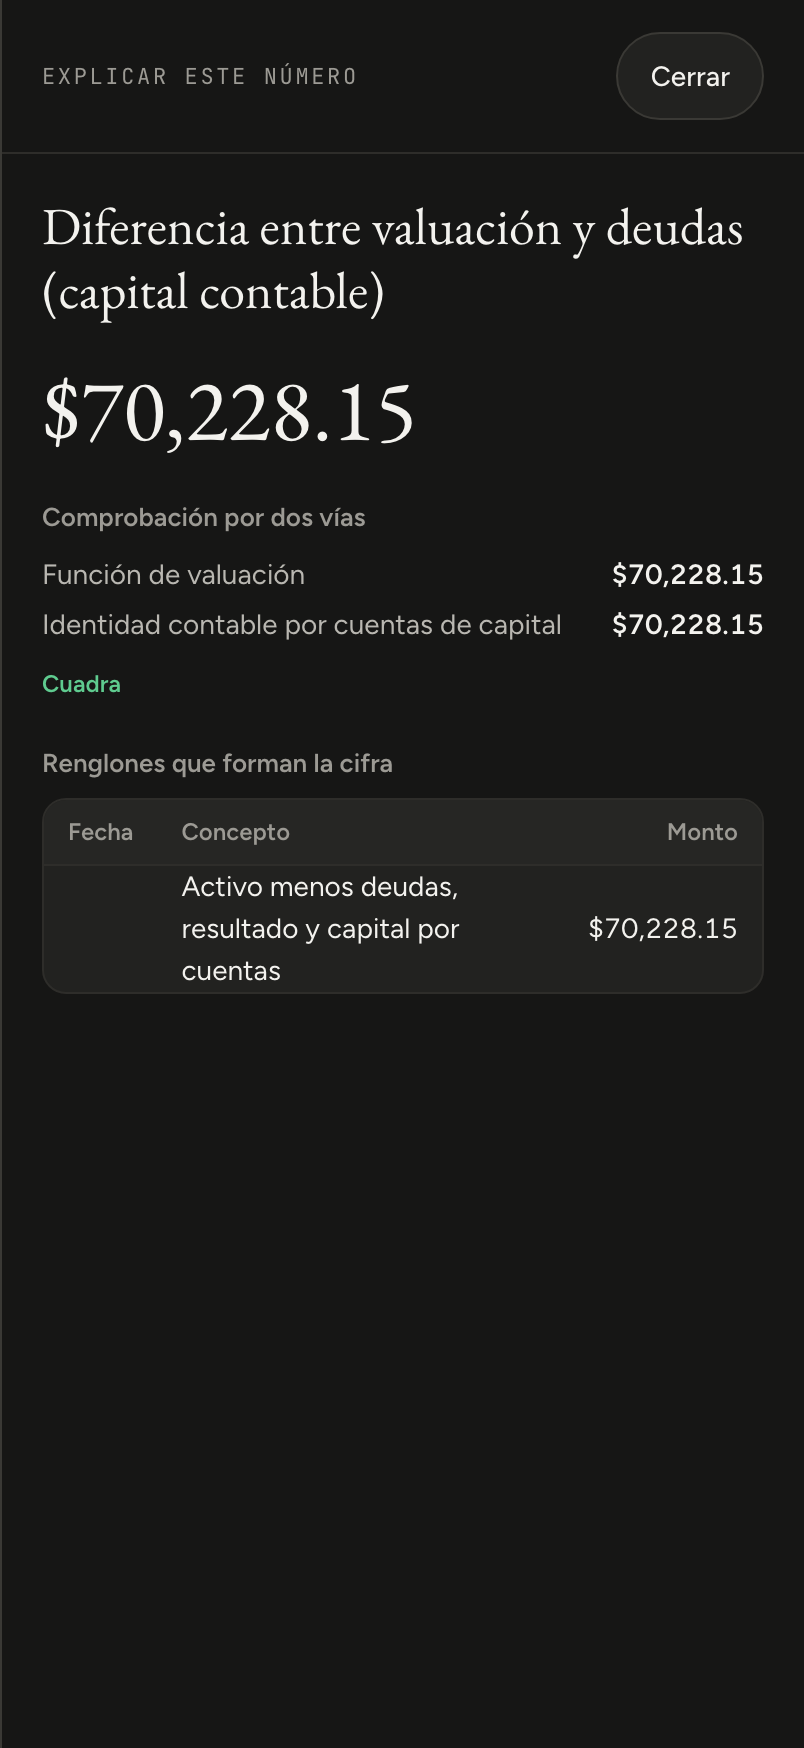 EXPLICAR ESTE NÚMERO
Cerrar
Diferencia entre valuación y deudas
(capital contable)
$70,228.15
Comprobación por dos vías
Función de valuación $70,228.15
Identidad contable por cuentas de capital $70,228.15
Cuadra
Renglones que forman la cifra
Fecha Concepto Monto
Activo menos deudas,
resultado y capital por $70,228.15
cuentas